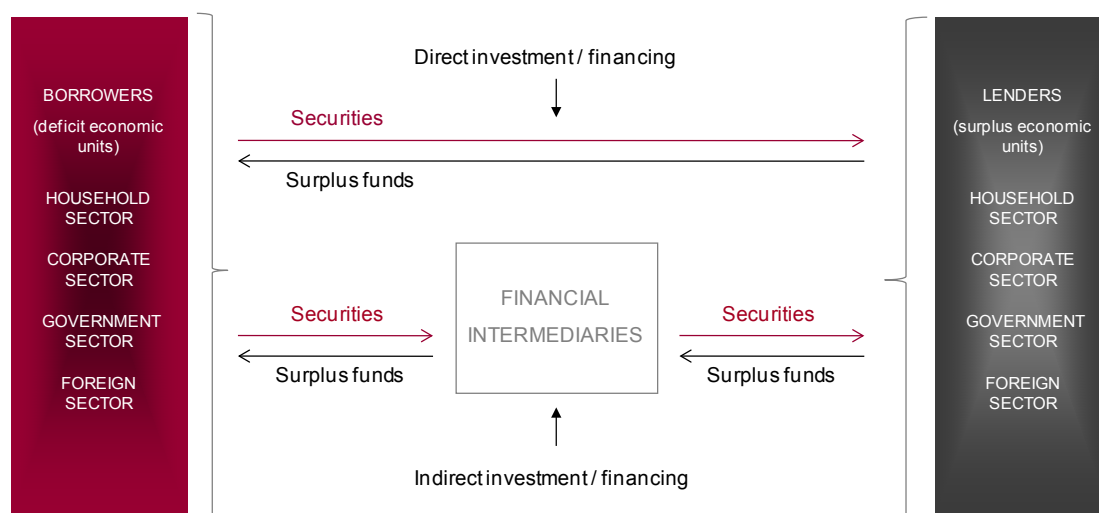 BORROWERS
(deficit economic
units)
HOUSEHOLD
SECTOR
CORPORATE
SECTOR
GOVERNMENT
SECTOR
FOREIGN
SECTOR
Direct investment / financing
Securities
Surplus funds
FINANCIAL
INTERMEDIARIES
Securities
Surplus funds
Securities
Surplus funds
Indirect investment / financing
LENDERS
(surplus economic
units)
HOUSEHOLD
SECTOR
CORPORATE
SECTOR
GOVERNMENT
SECTOR
FOREIGN
SECTOR